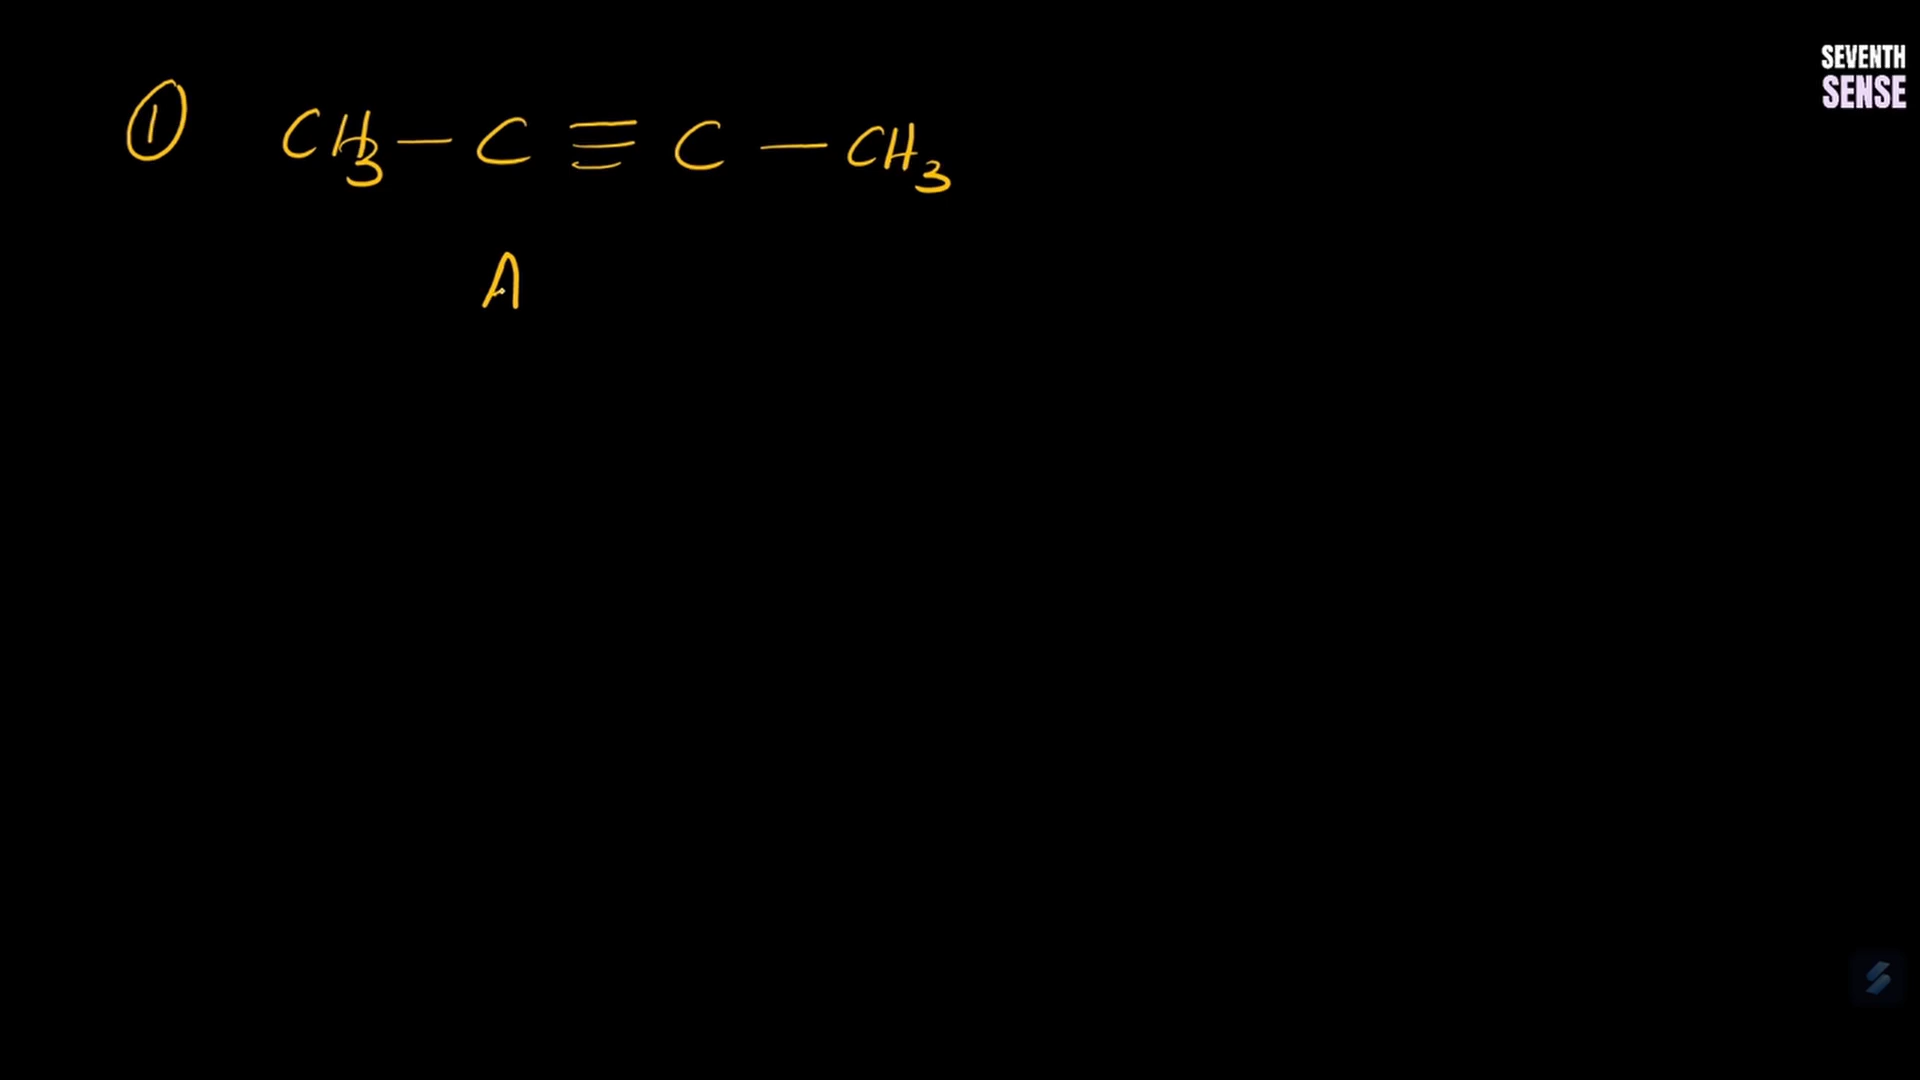 ① CH₃ – C ≡ C – CH₃
A
SEVENTH
SENSE